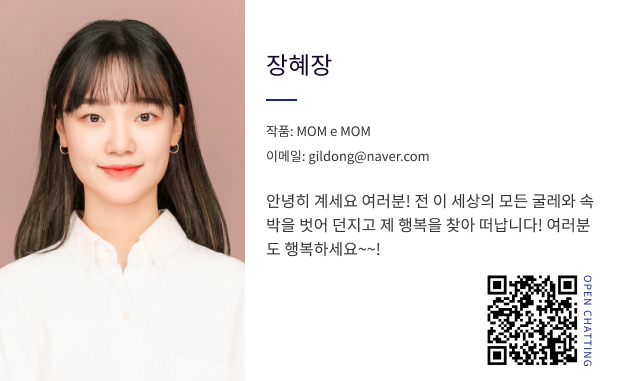 장혜장
작품: MOM e MOM
이메일: gildong@naver.com
안녕히 계세요 여러분! 전 이 세상의 모든 굴레와 속
박을 벗어 던지고 제 행복을 찾아 떠납니다! 여러분
도 행복하세요~~!
OPEN CHATTING